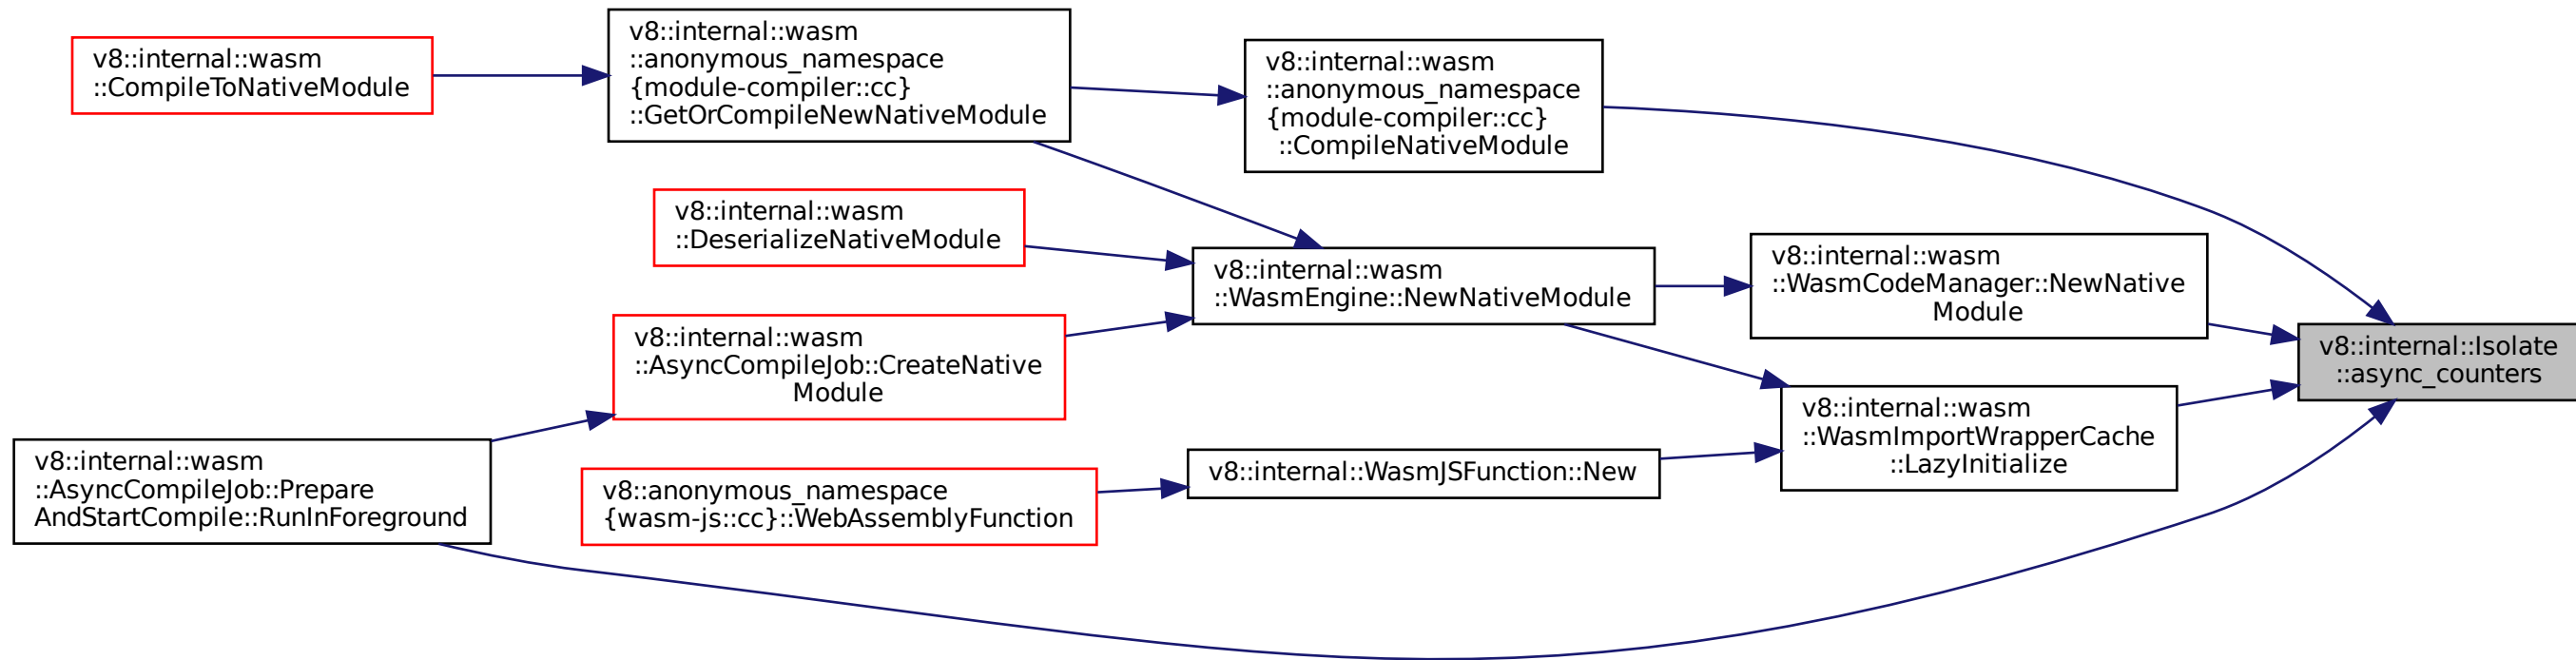 v8::internal::wasm
::CompileToNativeModule
v8::internal::wasm
::anonymous_namespace
{module-compiler::cc}
::GetOrCompileNewNativeModule
v8::internal::wasm
::anonymous_namespace
{module-compiler::cc}
::CompileNativeModule
v8::internal::wasm
::DeserializeNativeModule
v8::internal::wasm
::WasmEngine::NewNativeModule
v8::internal::wasm
::WasmCodeManager::NewNative
Module
v8::internal::wasm
::AsyncCompileJob::CreateNative
Module
v8::internal::Isolate
::async_counters
v8::internal::wasm
::WasmImportWrapperCache
::LazyInitialize
v8::internal::wasm
::AsyncCompileJob::Prepare
AndStartCompile::RunInForeground
v8::anonymous_namespace
{wasm-js::cc}::WebAssemblyFunction
v8::internal::WasmJSFunction::New